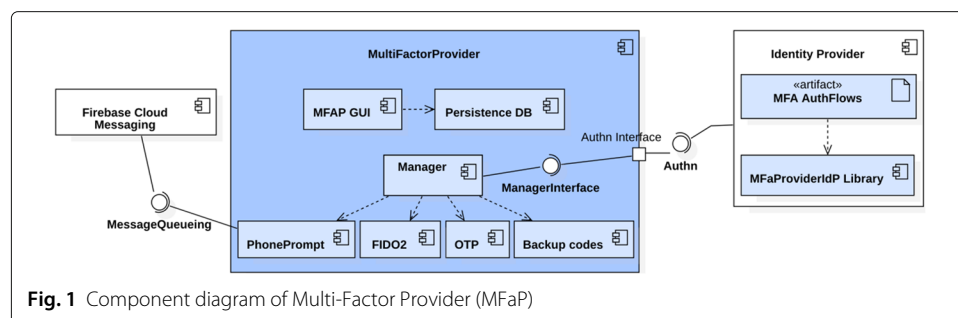 MultiFactorProvider
Identity Provider
«artifact»
MFA AuthFlows
Firebase Cloud
Messaging
MFAP GUI
Persistence DB
Authn Interface
Manager
ManagerInterface
Authn
MFaProviderIdP Library
MessageQueueing
PhonePrompt
FIDO2
OTP
Backup codes
Fig. 1 Component diagram of Multi-Factor Provider (MFaP)